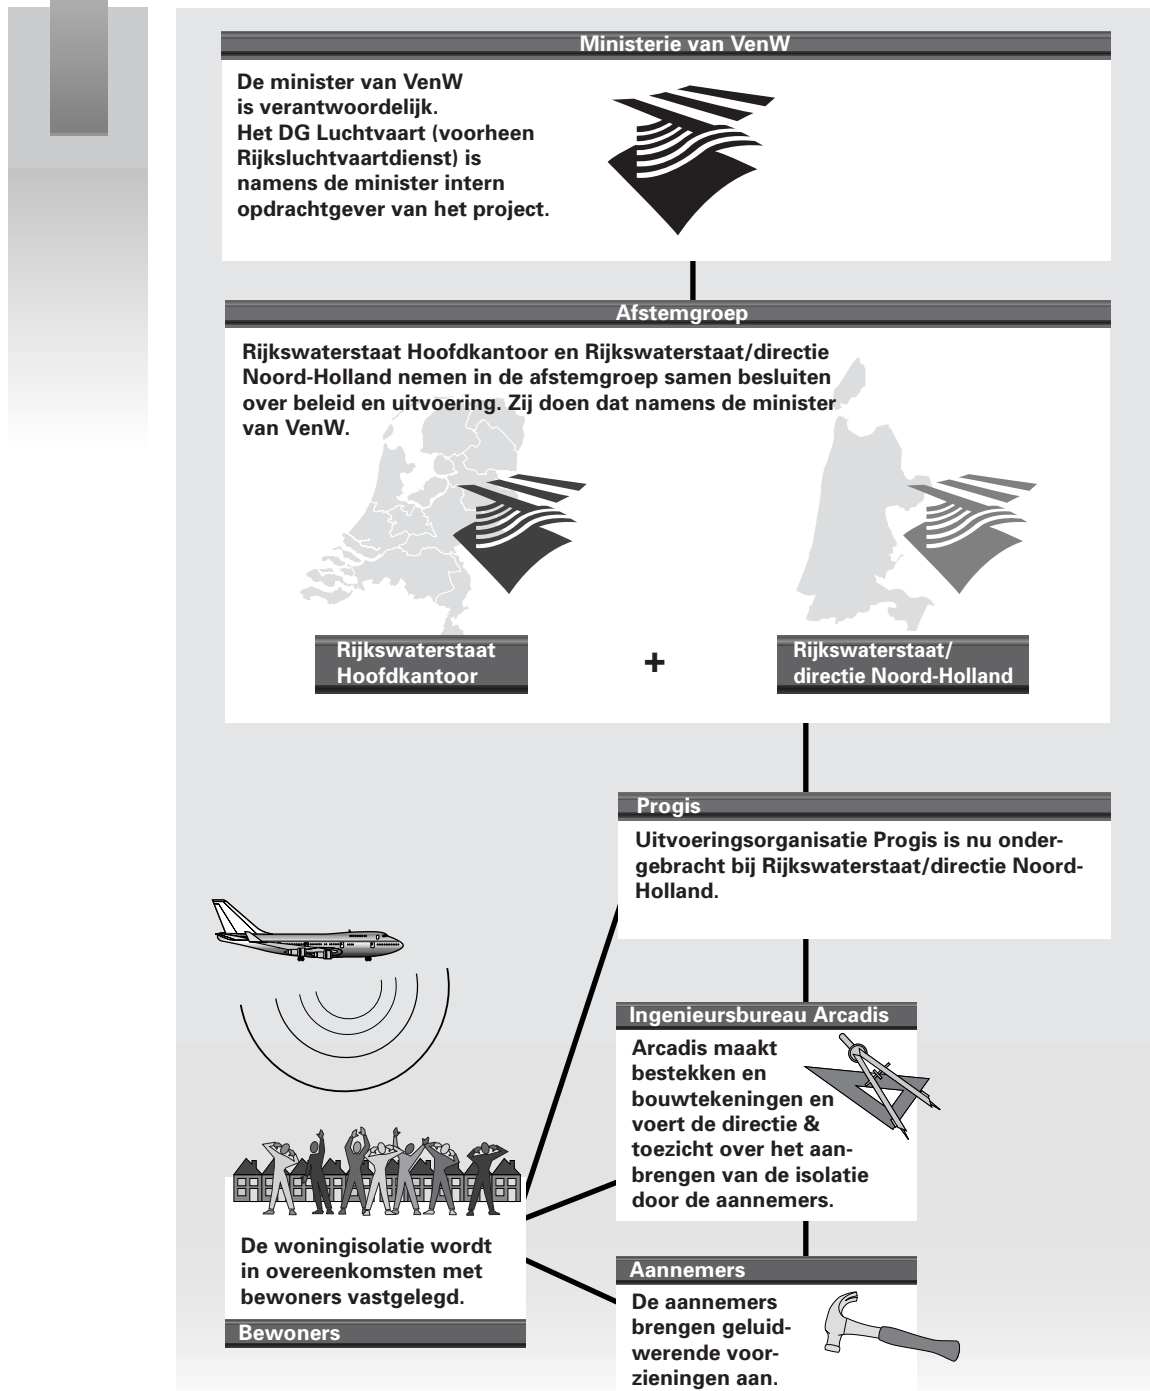 Ministerie van VenW
De minister van VenW
is verantwoordelijk.
Het DG Luchtvaart (voorheen
Rijksluchtvaartdienst) is
namens de minister intern
opdrachtgever van het project.
Afstemgroep
Rijkswaterstaat Hoofdkantoor en Rijkswaterstaat/directie
Noord-Holland nemen in de afstemgroep samen besluiten
over beleid en uitvoering. Zij doen dat namens de minister
van VenW.
Rijkswaterstaat
Hoofdkantoor
+
Rijkswaterstaat/
directie Noord-Holland
Progis
Uitvoeringsorganisatie Progis is nu onder-
gebracht bij Rijkswaterstaat/directie Noord-
Holland.
Ingenieursbureau Arcadis
Arcadis maakt
bestekken en
bouwtekeningen en
voert de directie &
toezicht over het aan-
brengen van de isolatie
door de aannemers.
De woningisolatie wordt
in overeenkomsten met
bewoners vastgelegd.
Bewoners
Aannemers
De aannemers
brengen geluid-
werende voor-
zieningen aan.